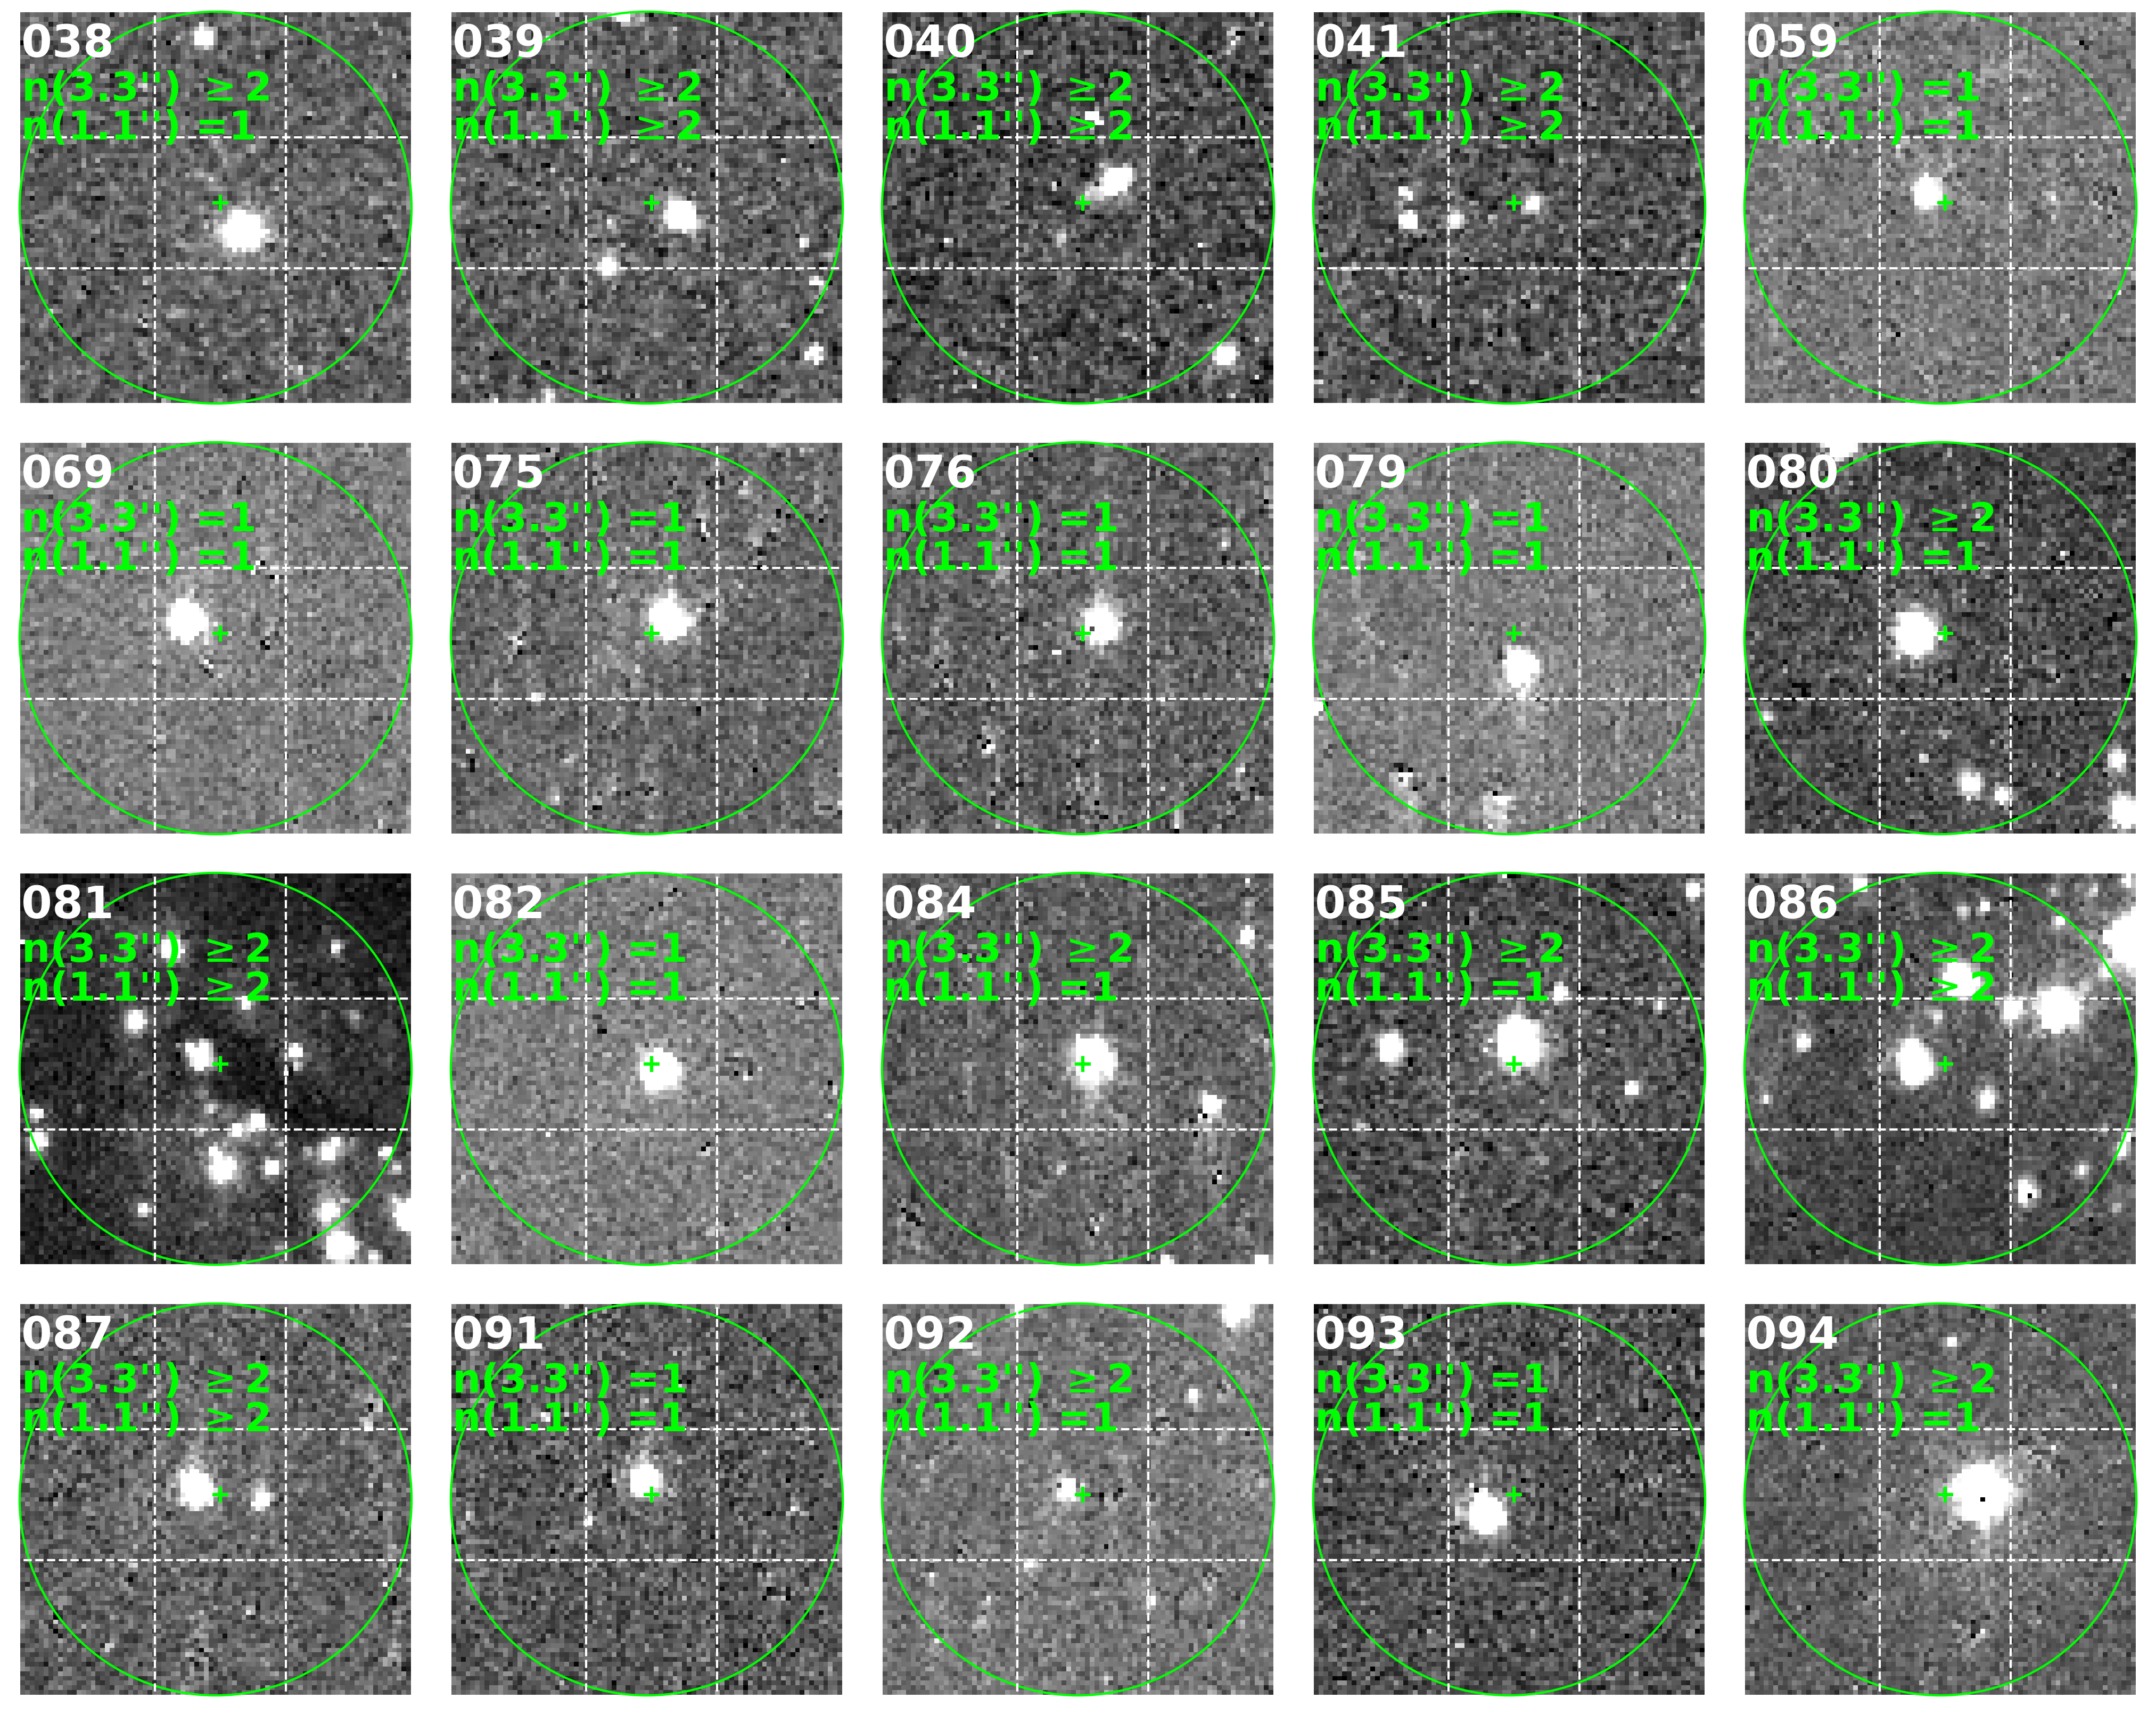 038
n(3.3'') ≥ 2
n(1.1'') =1
039
n(3.3'') ≥ 2
n(1.1'') ≥ 2
040
n(3.3'') ≥ 2
n(1.1'') ≥ 2
041
n(3.3'') ≥ 2
n(1.1'') ≥ 2
059
n(3.3'') =1
n(1.1'') =1
069
n(3.3'') =1
n(1.1'') =1
075
n(3.3'') =1
n(1.1'') =1
076
n(3.3'') =1
n(1.1'') =1
079
n(3.3'') =1
n(1.1'') =1
080
n(3.3'') ≥ 2
n(1.1'') =1
081
n(3.3'') ≥ 2
n(1.1'') ≥ 2
082
n(3.3'') =1
n(1.1'') =1
084
n(3.3'') ≥ 2
n(1.1'') =1
085
n(3.3'') ≥ 2
n(1.1'') =1
086
n(3.3'') ≥ 2
n(1.1'') ≥ 2
087
n(3.3'') ≥ 2
n(1.1'') ≥ 2
091
n(3.3'') =1
n(1.1'') =1
092
n(3.3'') ≥ 2
n(1.1'') =1
093
n(3.3'') =1
n(1.1'') =1
094
n(3.3'') ≥ 2
n(1.1'') =1